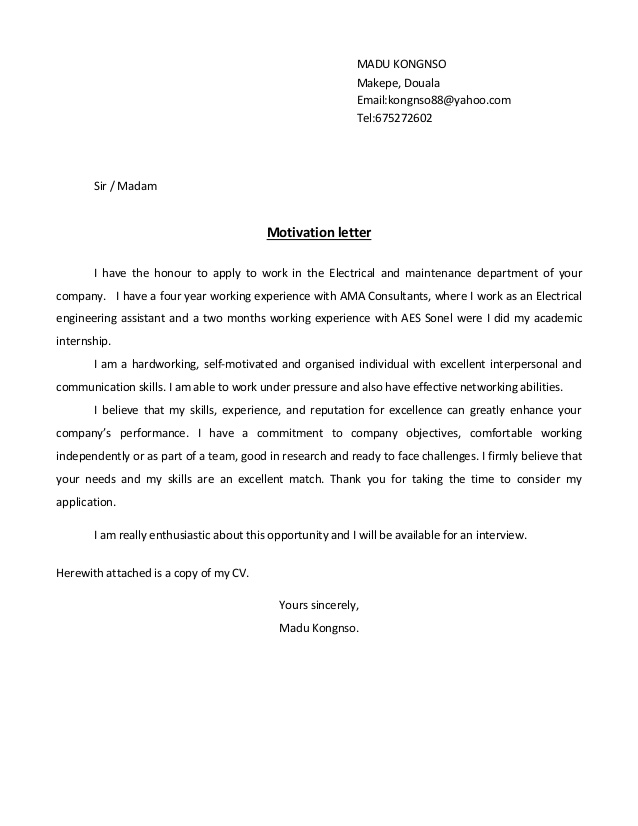 MADU KONGNSO
Makepe, Douala
Email:kongnso88@yahoo.com
Tel:675272602
Sir / Madam
Motivation letter
I have the honour to apply to work in the Electrical and maintenance department of your
company. I have a four year working experience with AMA Consultants, where I work as an Electrical
engineering assistant and a two months working experience with AES Sonel were I did my academic
internship.
I am a hardworking, self-motivated and organised individual with excellent interpersonal and
communication skills. I am able to work under pressure and also have effective networking abilities.
I believe that my skills, experience, and reputation for excellence can greatly enhance your
company’s performance. I have a commitment to company objectives, comfortable working
independently or as part of a team, good in research and ready to face challenges. I firmly believe that
your needs and my skills are an excellent match. Thank you for taking the time to consider my
application.
I am really enthusiastic about this opportunity and I will be available for an interview.
Herewith attached is a copy of my CV.
Yours sincerely,
Madu Kongnso.